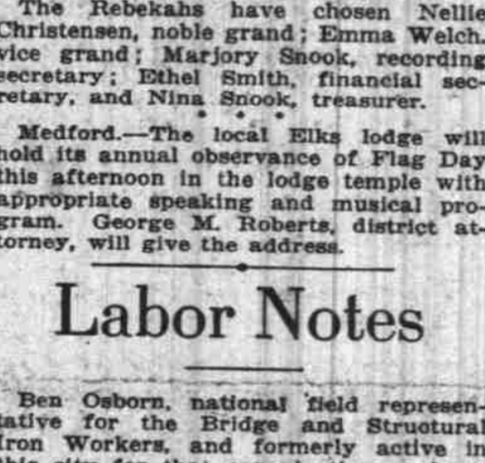 The Rebekahs have chosen Nellie
Christensen, noble grand; Emma Welch,
vice grand; Marjory Snook, recording
secretary; Ethel Smith, financial sec-
retary, and Nina Snook, treasurer.
* * *
Medford.—The local Elks lodge will
hold its annual observance of Flag Day
this afternoon in the lodge temple with
appropriate speaking and musical pro-
gram. George M. Roberts, district at-
torney, will give the address.
Labor Notes
Ben Osborn, national field represen-
tative for the Bridge and Structural
Iron Workers, and formerly active in